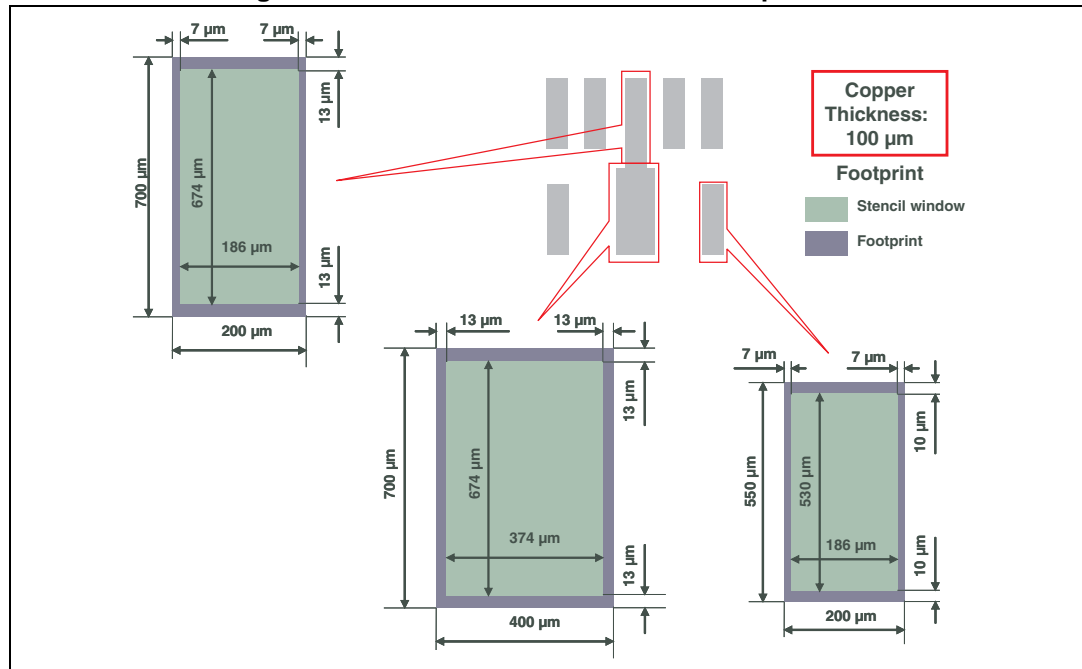 7 µm
7 µm
700 µm
674 µm
13 µm
186 µm
13 µm
200 µm
Copper
Thickness:
100 µm
Footprint
Stencil window
Footprint
13 µm
13 µm
700 µm
674 µm
13 µm
374 µm
13 µm
400 µm
7 µm
7 µm
550 µm
530 µm
10 µm
186 µm
10 µm
200 µm